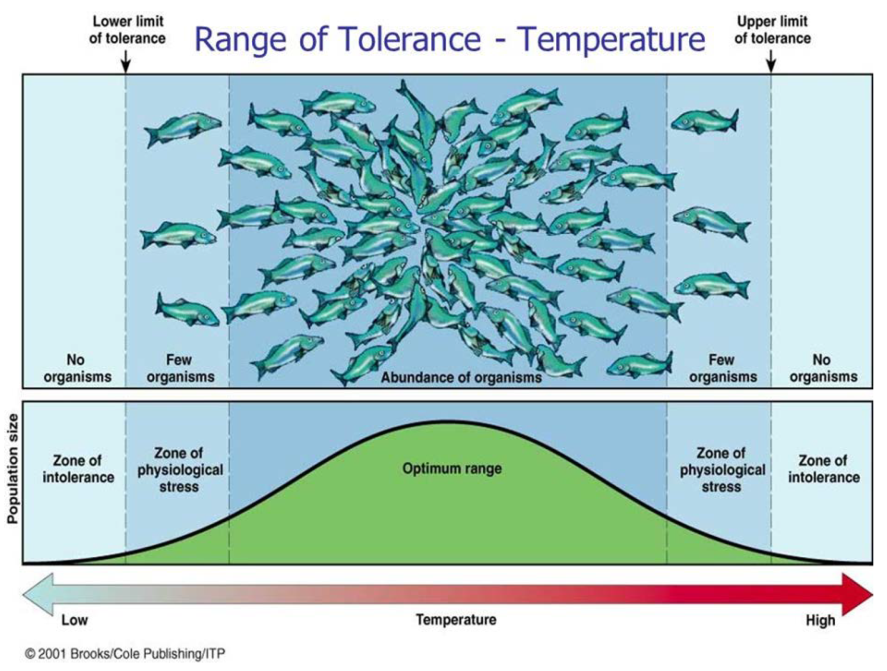 Lower limit
of tolerance
Range of Tolerance - Temperature
Upper limit
of tolerance
No
organisms
Few
organisms
Abundance of organisms
Few
organisms
No
organisms
Population size
Zone of
intolerance
Zone of
physiological
stress
Optimum range
Zone of
physiological
stress
Zone of
intolerance
Low
Temperature
High
© 2001 Brooks/Cole Publishing/ITP